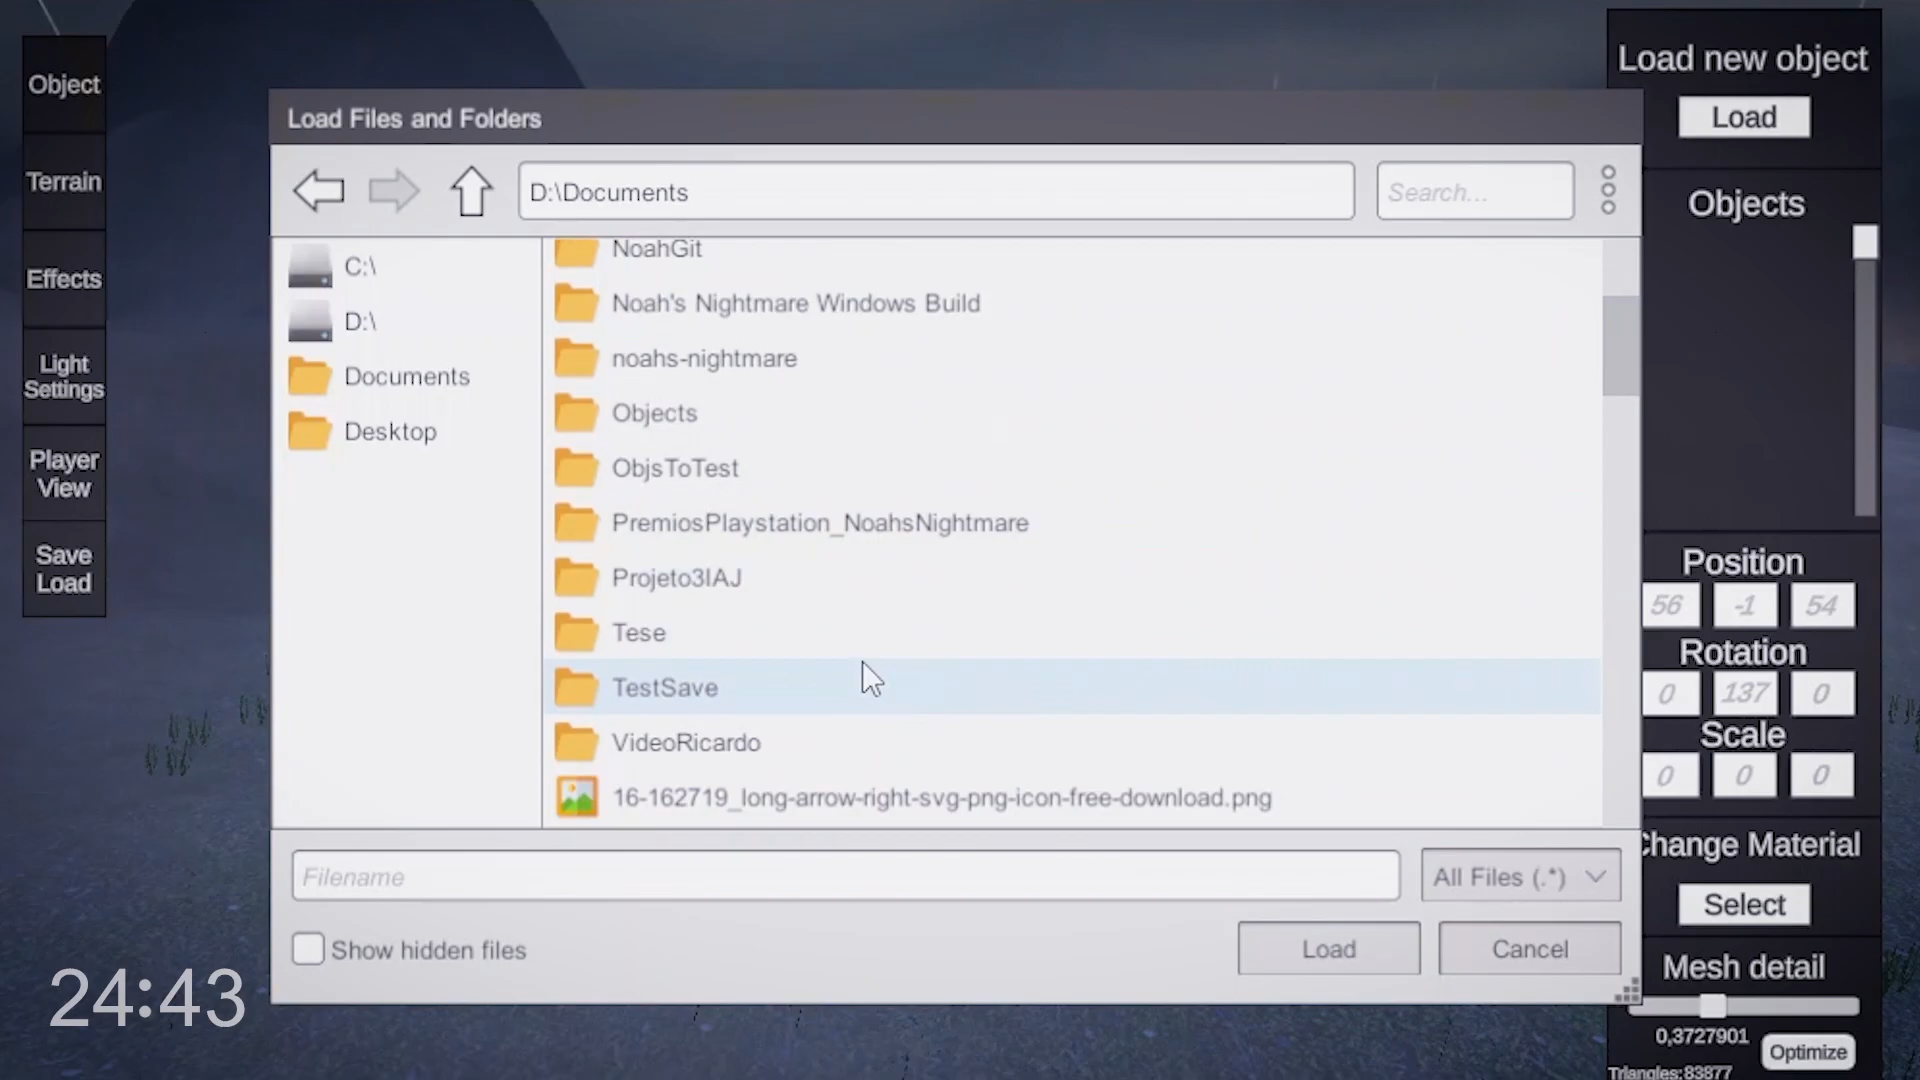 Object
Terrain
Effects
Light
Settings
Player
View
Save
Load
24:43
Load Files and Folders
D:\Documents
Search...
C:\
D:\
Documents
Desktop
NoahGit
Noah's Nightmare Windows Build
noahs-nightmare
Objects
ObjsToTest
PremiosPlaystation_NoahsNightmare
Projeto3IAJ
Tese
TestSave
VideoRicardo
16-162719_long-arrow-right-svg-png-icon-free-download.png
Filename
All Files (.*)
Show hidden files
Load
Cancel
Load new object
Load
Objects
Position
56 -1 54
Rotation
0 137 0
Scale
0 0 0
Change Material
Select
Mesh detail
0,3727901
Optimize
Triangles:83877